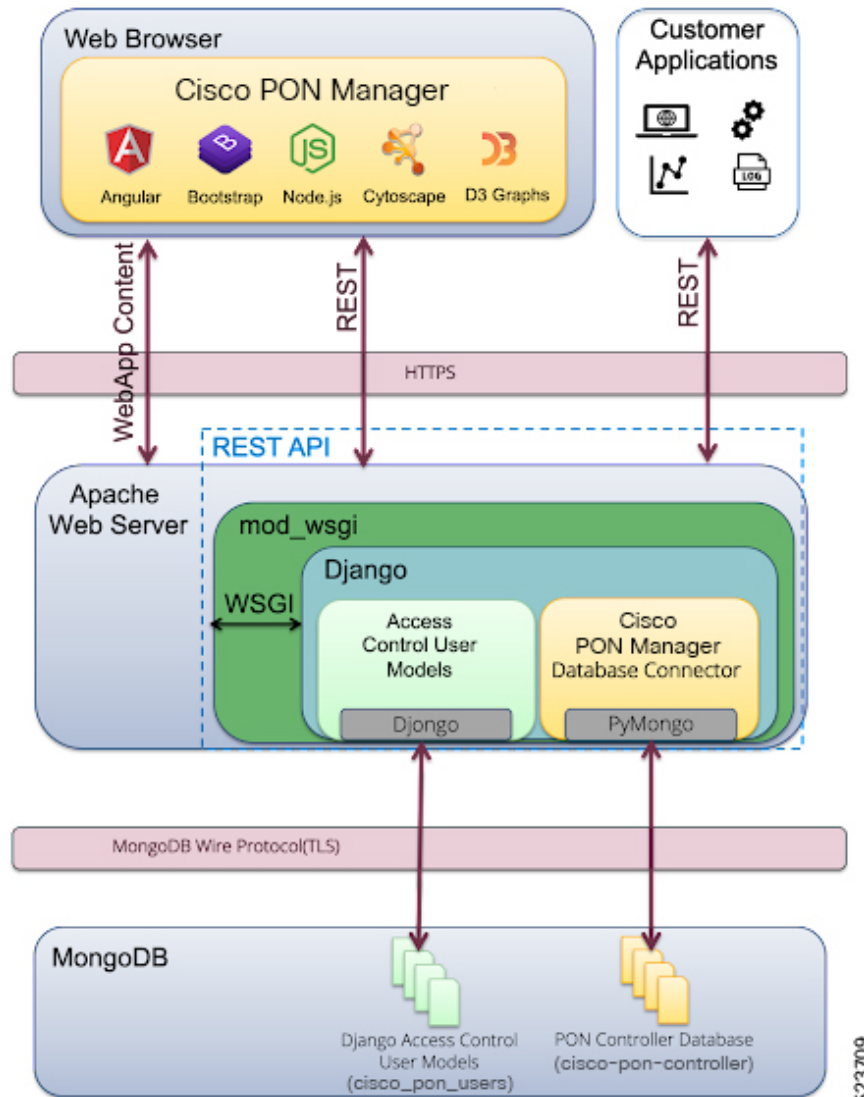 Web Browser
Cisco PON Manager
Angular
Bootstrap
Node.js
Cytoscape
D3 Graphs
Customer
Applications
LOG
WebApp Content
REST
REST
HTTPS
REST API
Apache
Web Server
mod_wsgi
Django
WSGI
Access
Control User
Models
Djongo
Cisco
PON Manager
Database Connector
PyMongo
MongoDB Wire Protocol(TLS)
MongoDB
Django Access Control
User Models
(cisco_pon_users)
PON Controller Database
(cisco-pon-controller)